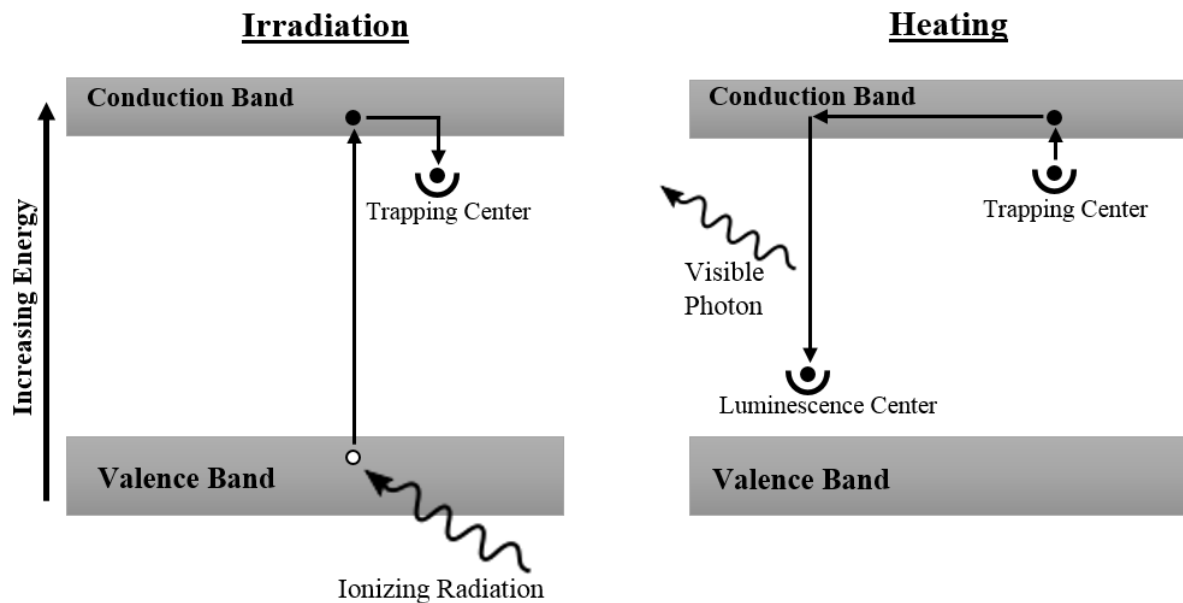 Irradiation
Conduction Band
Trapping Center
Increasing Energy
Valence Band
Ionizing Radiation
Heating
Conduction Band
Trapping Center
Visible
Photon
Luminescence Center
Valence Band